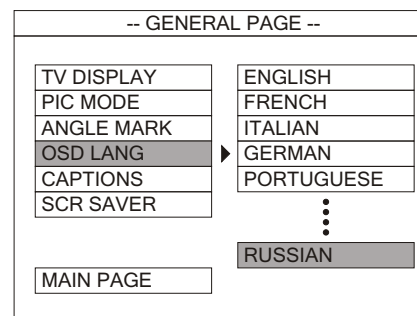 -- GENERAL PAGE --
TV DISPLAY
PIC MODE
ANGLE MARK
OSD LANG
CAPTIONS
SCR SAVER
MAIN PAGE
ENGLISH
FRENCH
ITALIAN
GERMAN
PORTUGUESE
RUSSIAN